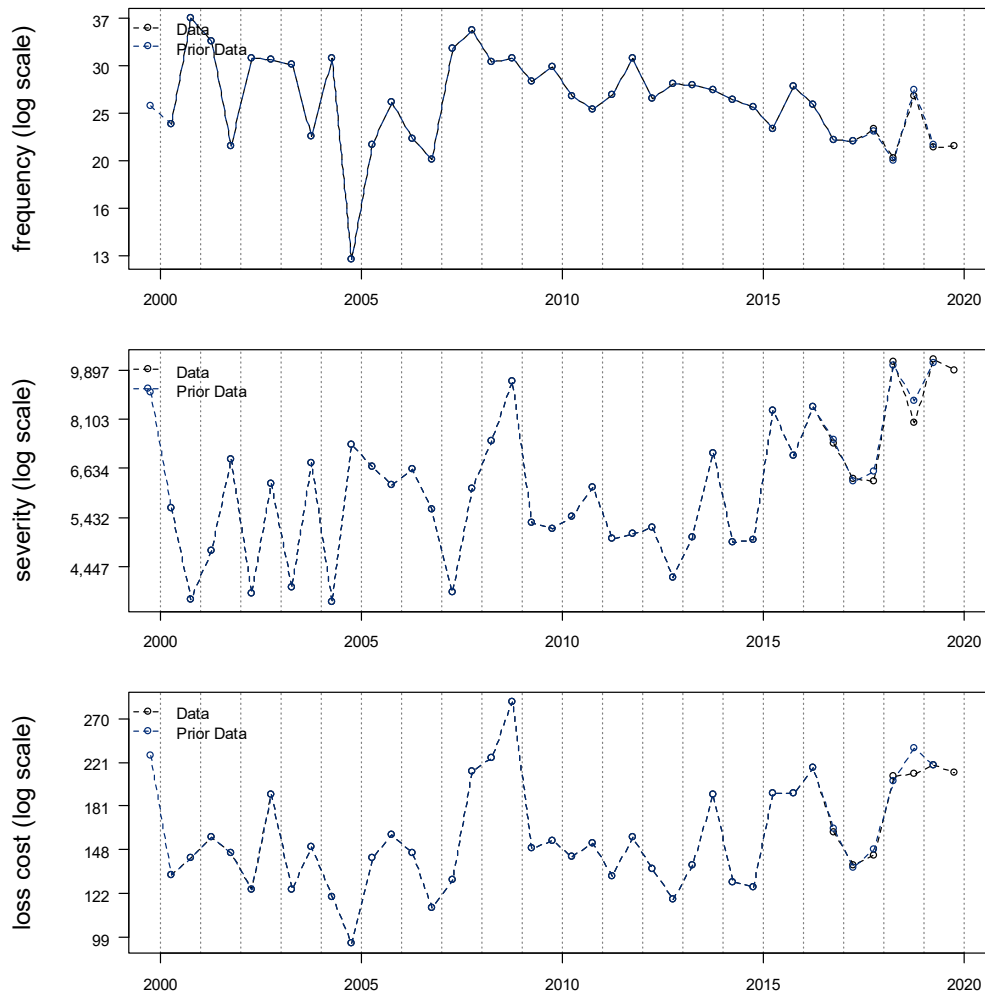 37
30
25
20
16
13
frequency (log scale)
Data
Prior Data
2000 2005 2010 2015 2020
9,897
8,103
6,634
5,432
4,447
severity (log scale)
Data
Prior Data
2000 2005 2010 2015 2020
270
221
181
148
122
99
loss cost (log scale)
Data
Prior Data
2000 2005 2010 2015 2020